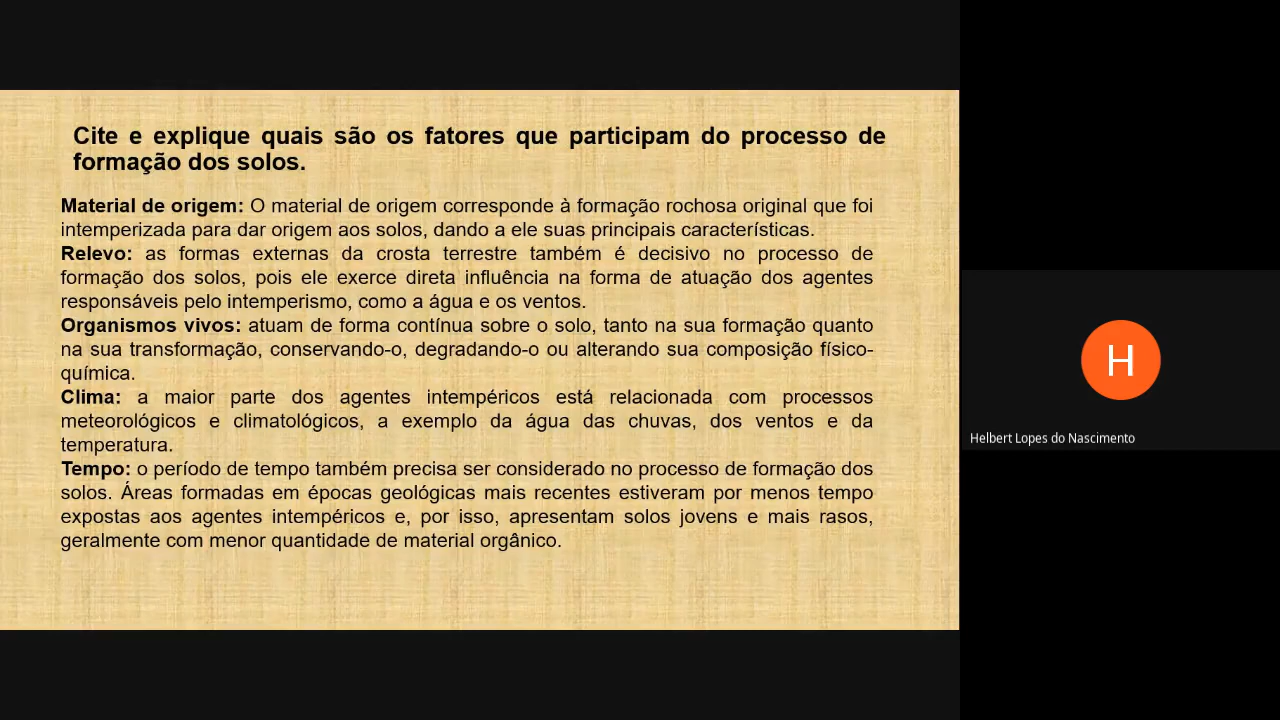 Cite e explique quais são os fatores que participam do processo de
formação dos solos.
Material de origem: O material de origem corresponde à formação rochosa original que foi
intemperizada para dar origem aos solos, dando a ele suas principais características.
Relevo: as formas externas da crosta terrestre também é decisivo no processo de
formação dos solos, pois ele exerce direta influência na forma de atuação dos agentes
responsáveis pelo intemperismo, como a água e os ventos.
Organismos vivos: atuam de forma contínua sobre o solo, tanto na sua formação quanto
na sua transformação, conservando-o, degradando-o ou alterando sua composição físico-
química.
Clima: a maior parte dos agentes intempéricos está relacionada com processos
meteorológicos e climatológicos, a exemplo da água das chuvas, dos ventos e da
temperatura.
Tempo: o período de tempo também precisa ser considerado no processo de formação dos
solos. Áreas formadas em épocas geológicas mais recentes estiveram por menos tempo
expostas aos agentes intempéricos e, por isso, apresentam solos jovens e mais rasos,
geralmente com menor quantidade de material orgânico.
H
Helbert Lopes do Nascimento